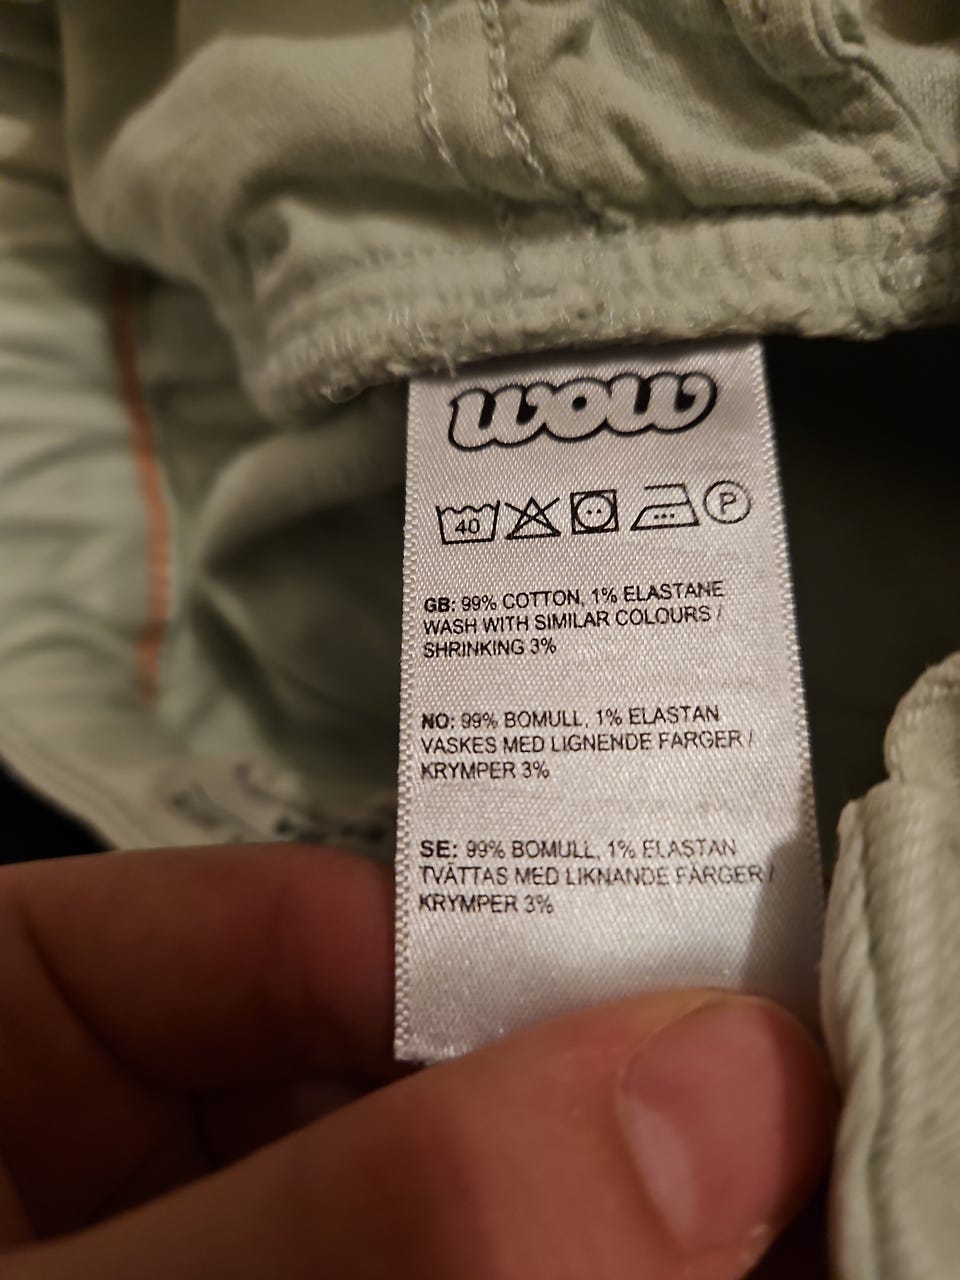 WOW
40
P
GB: 99% COTTON, 1% ELASTANE
WASH WITH SIMILAR COLOURS /
SHRINKING 3%
NO: 99% BOMULL, 1% ELASTAN
VASKES MED LIGNENDE FARGER /
KRYMPER 3%
SE: 99% BOMULL, 1% ELASTAN
TVÄTTAS MED LIKNANDE FÄRGER /
KRYMPER 3%